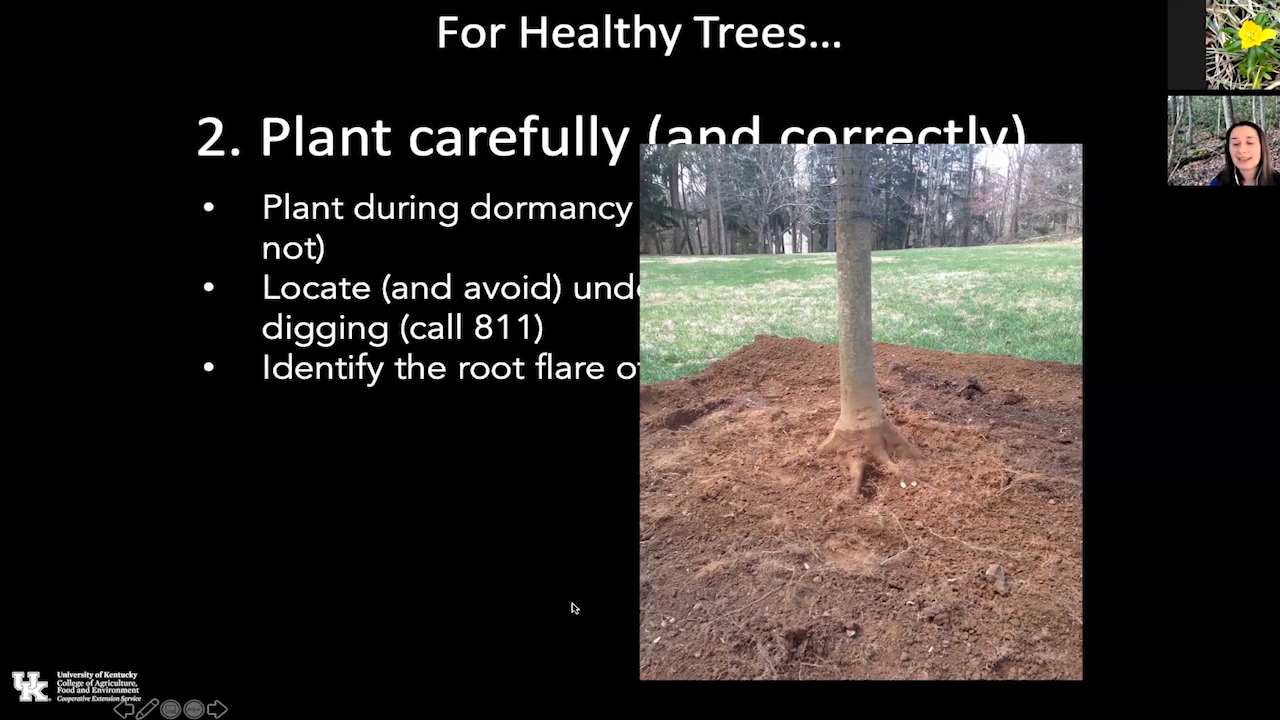 For Healthy Trees...
2. Plant carefully (and correctly)
Plant during dormancy
not)
Locate (and avoid)
digging (call 811)
Identify the root flare
University of Kentucky
College of Agriculture,
Food and Environment
Cooperative Extension Service
UK